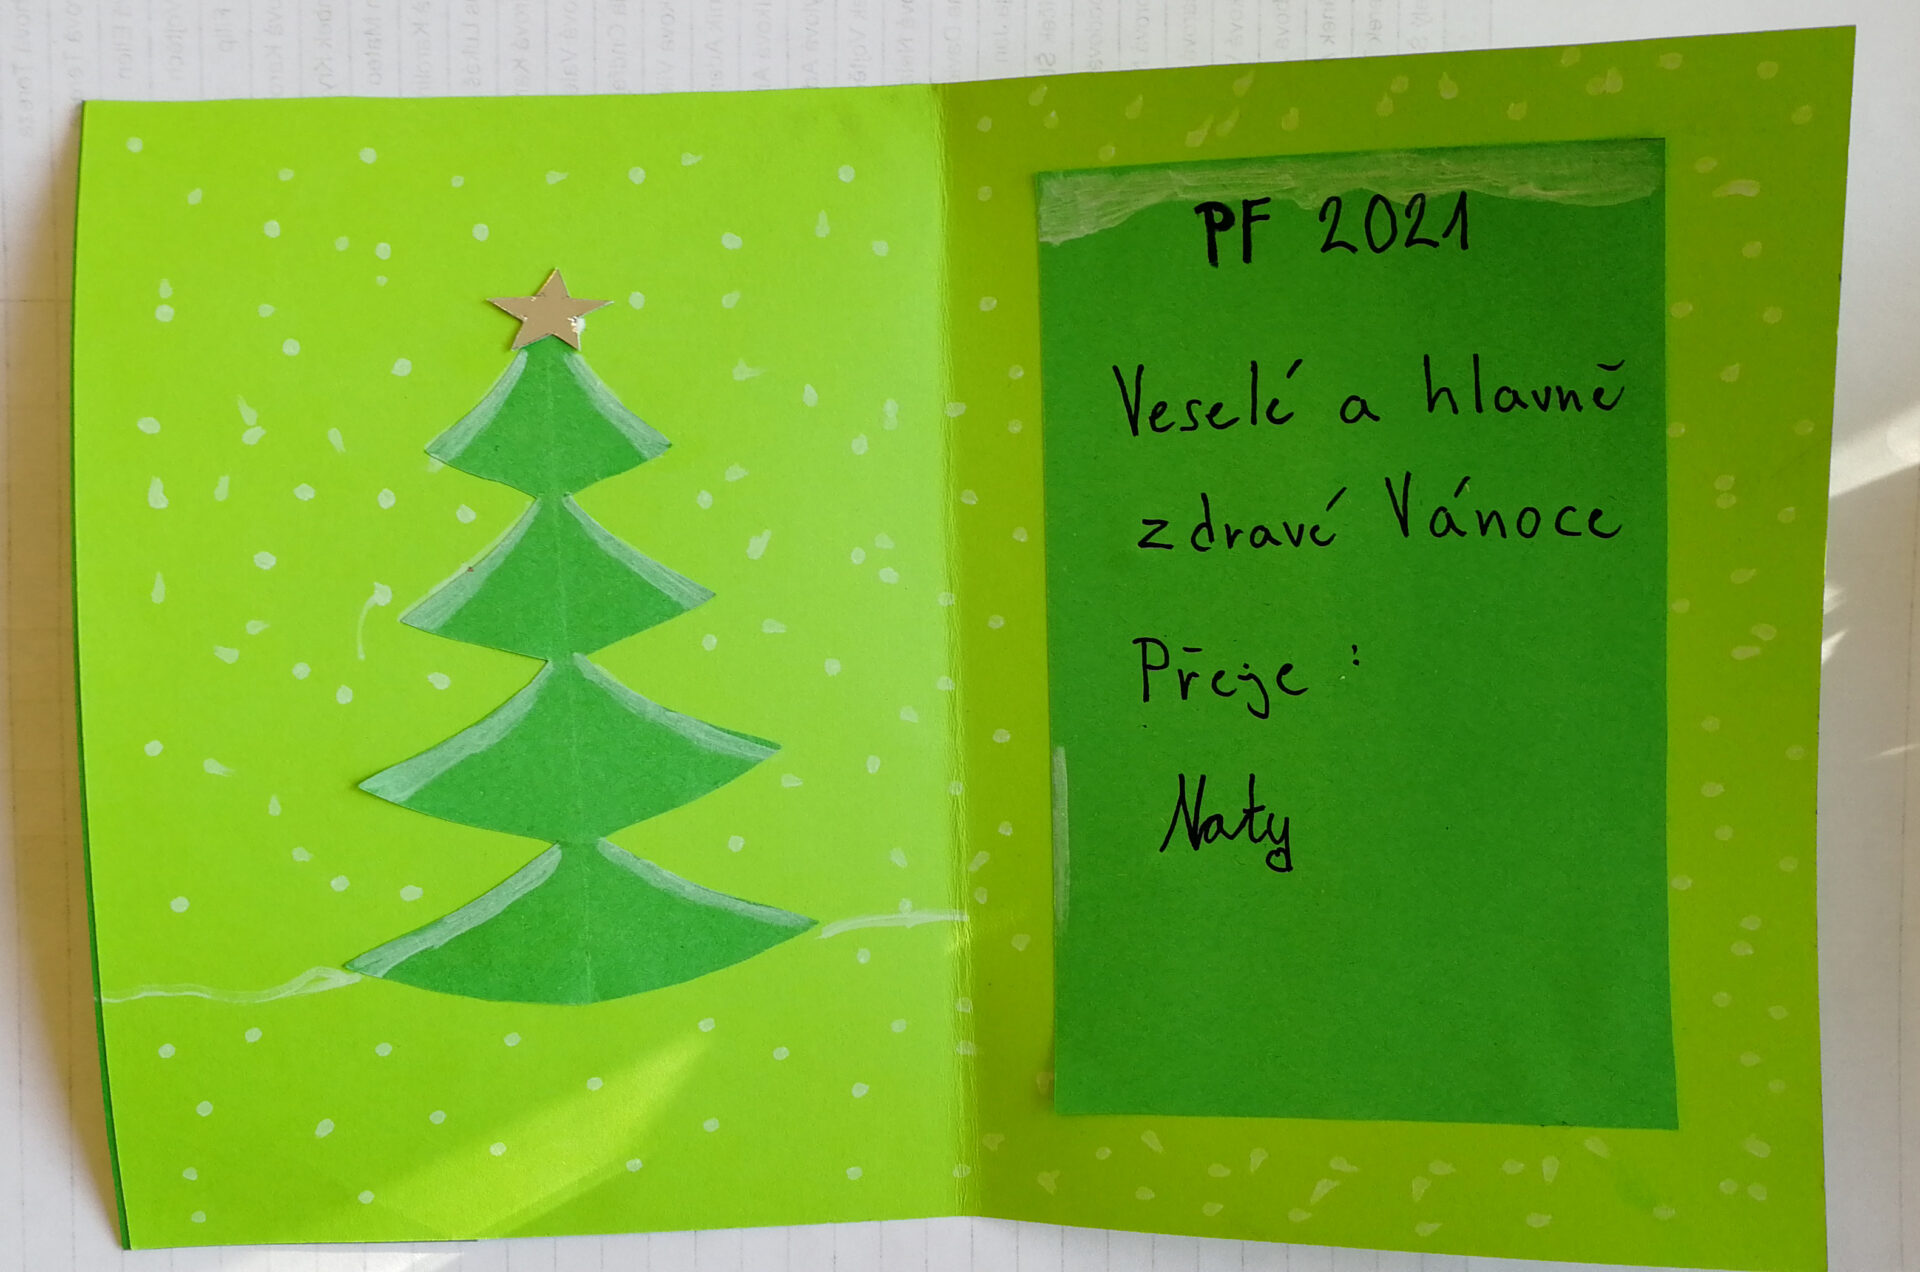 PF 2021
Veselé a hlavně
zdravé Vánoce
Přeje:
Naty